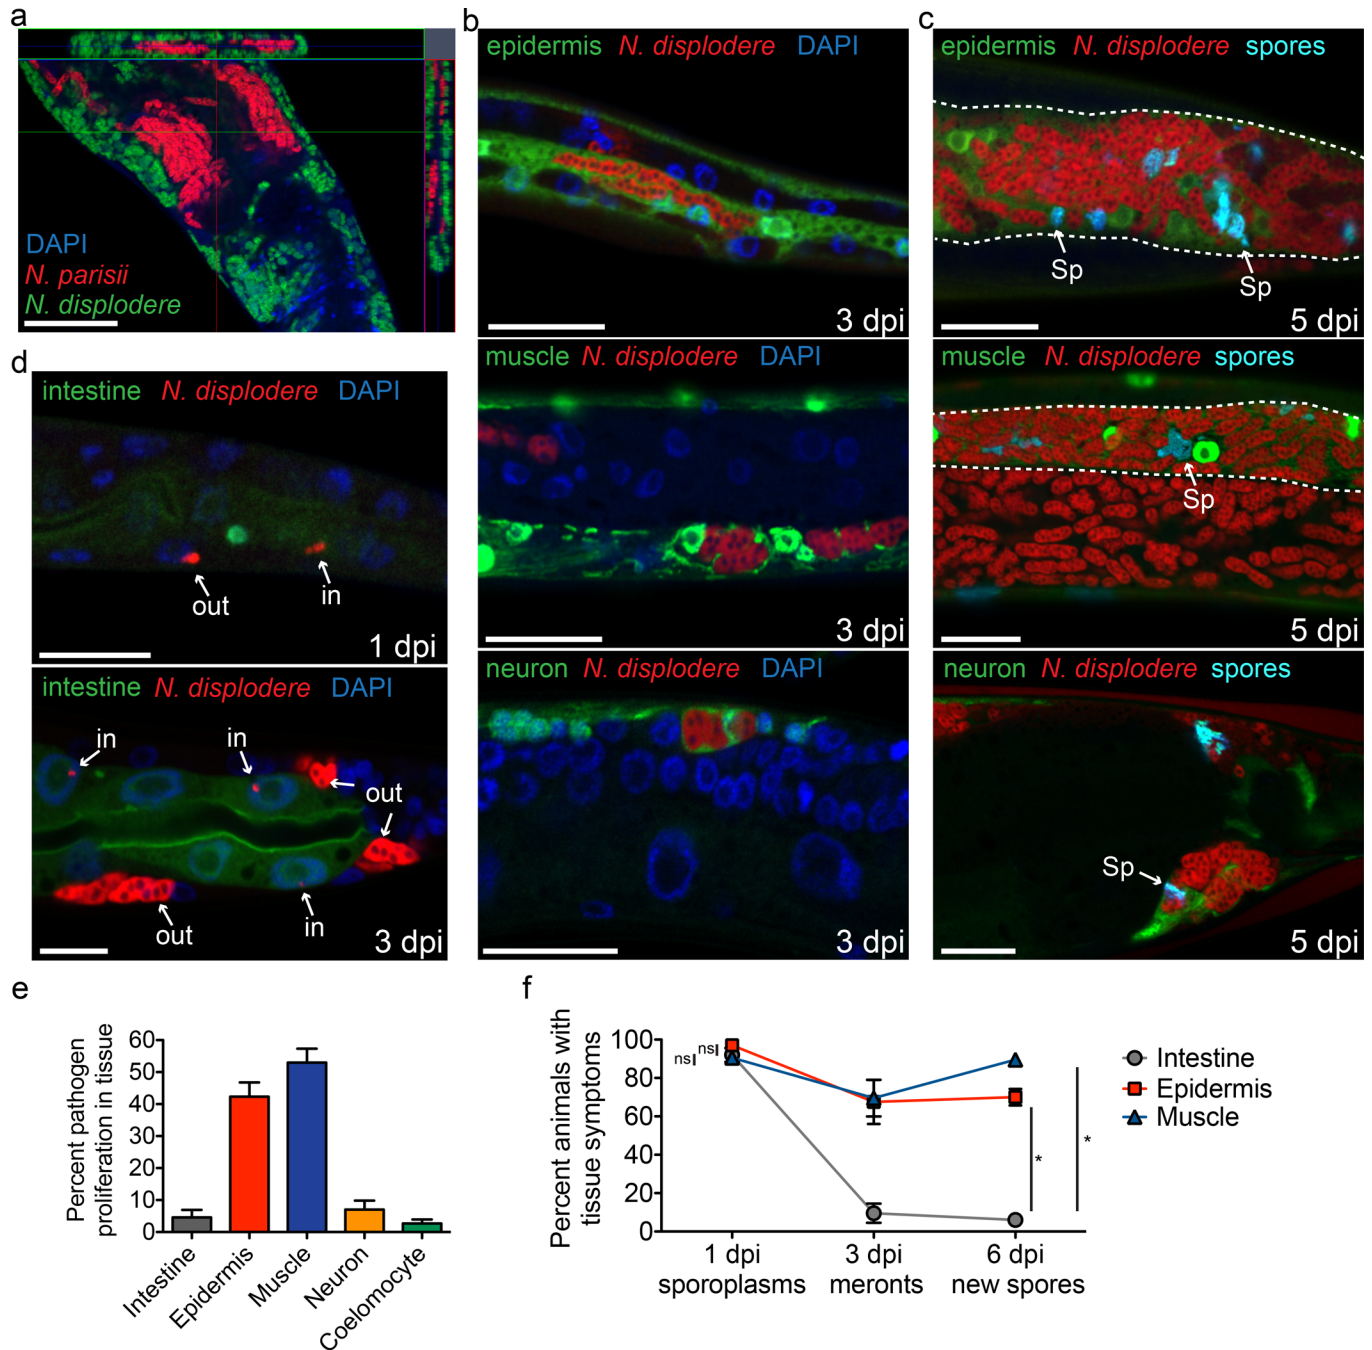 a
DAPI
N. parisii
N. displodere
b
epidermis N. displodere DAPI
3 dpi
muscle N. displodere DAPI
3 dpi
neuron N. displodere DAPI
3 dpi
c
epidermis N. displodere spores
Sp
Sp
5 dpi
muscle N. displodere spores
Sp
5 dpi
neuron N. displodere spores
Sp
5 dpi
d
intestine N. displodere DAPI
out
in
1 dpi
intestine N. displodere DAPI
in
in
out
out
in
3 dpi
e
Percent pathogen
proliferation in tissue
60
50
40
30
20
10
0
Intestine
Epidermis
Muscle
Neuron
Coelomocyte
f
Percent animals with
tissue symptoms
100
80
60
40
20
0
ns
ns
*
*
1 dpi
sporoplasms
3 dpi
meronts
6 dpi
new spores
Intestine
Epidermis
Muscle